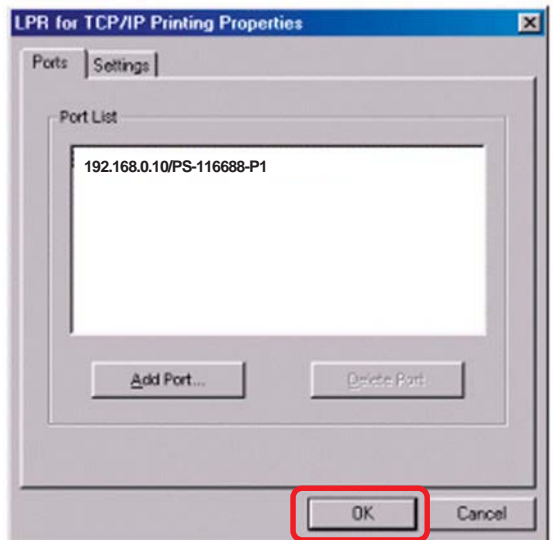 LPR for TCP/IP Printing Properties
Ports
Settings
Port List
192.168.0.10/PS-116688-P1
Add Port...
Delete Port
OK
Cancel